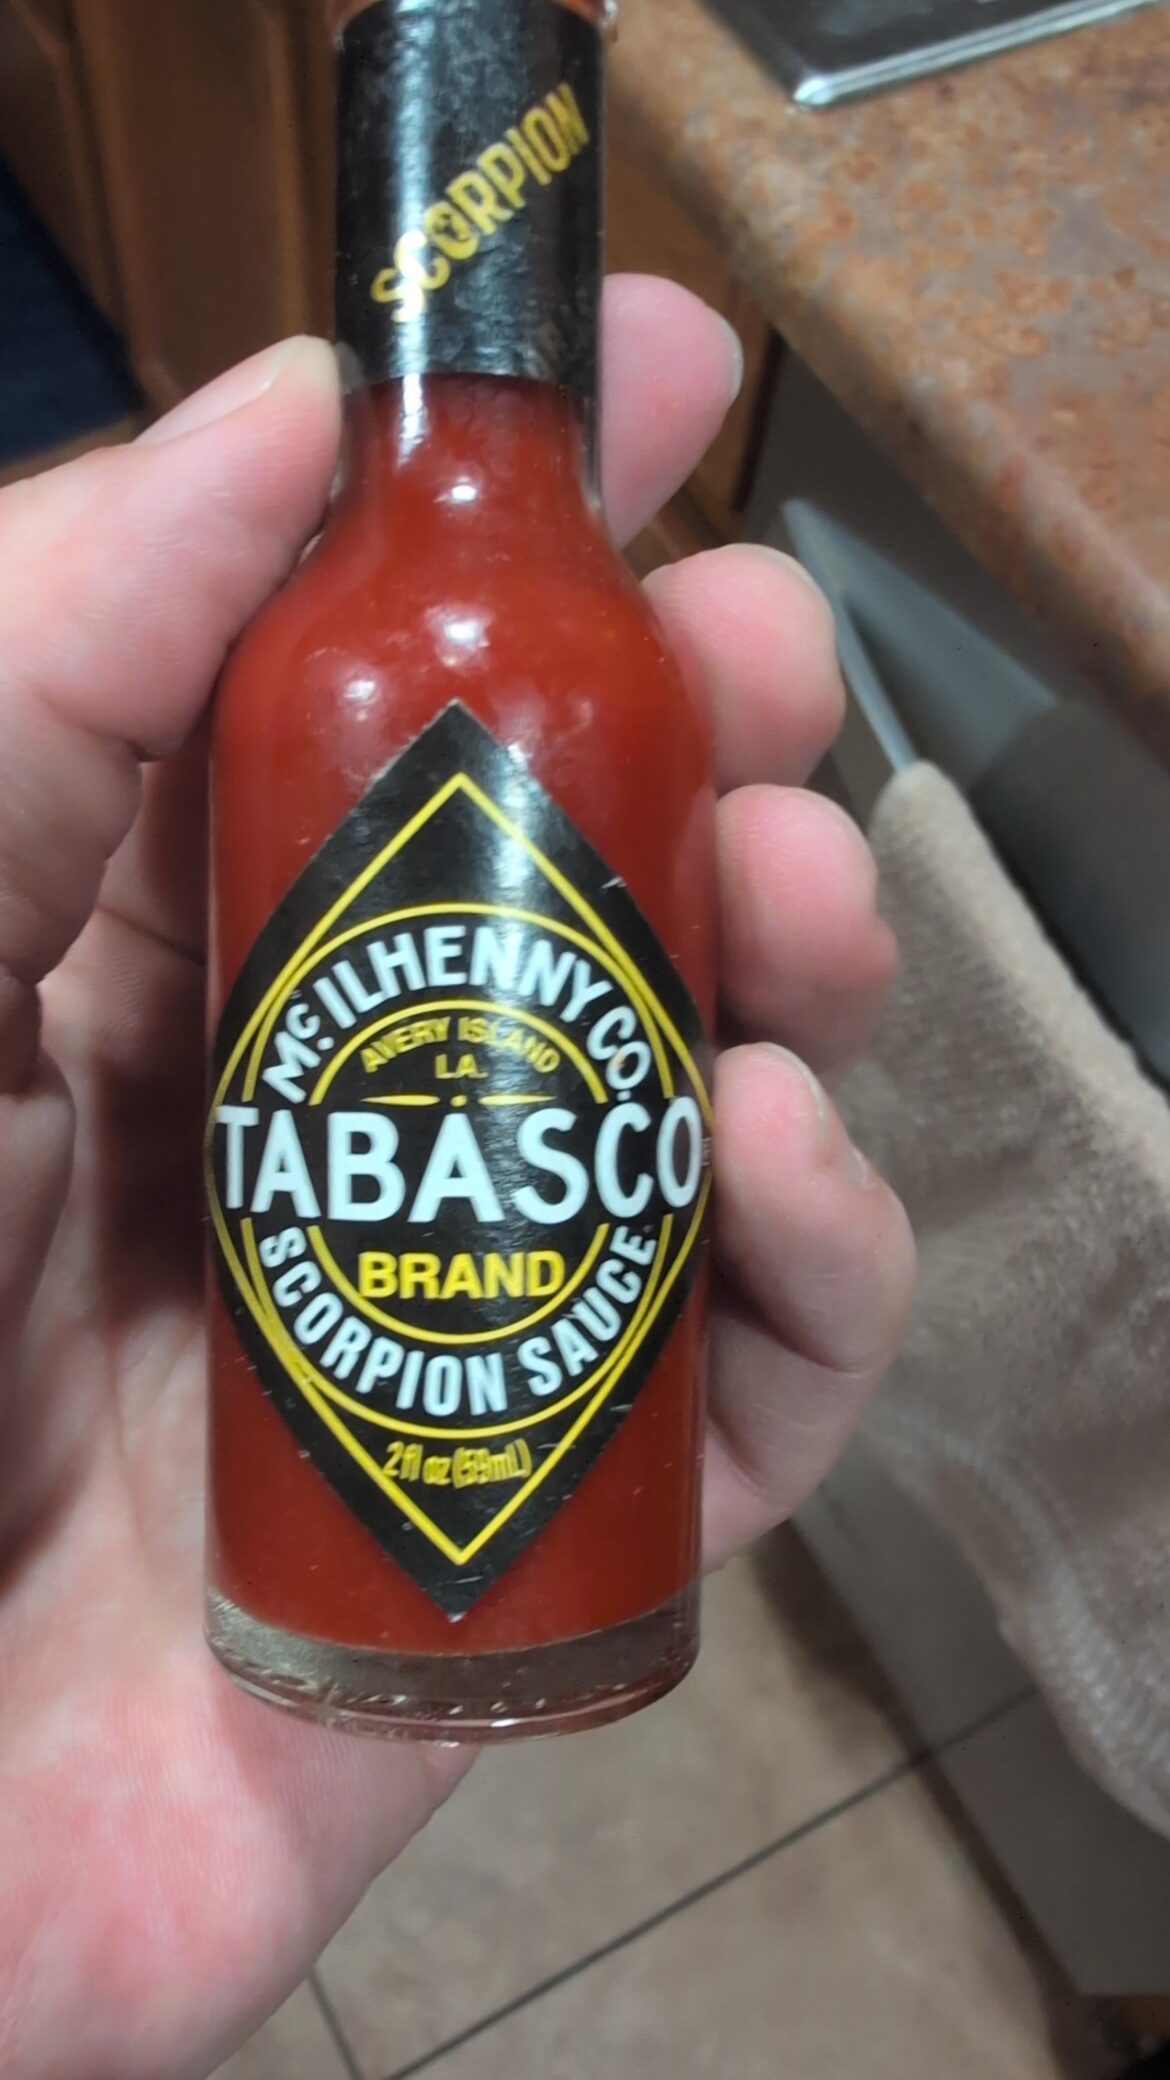 SCORPION
McILHENNY CO.
AVERY ISLAND
LA.
TABASCO
BRAND
SCORPION SAUCE
2 fl oz (59mL)